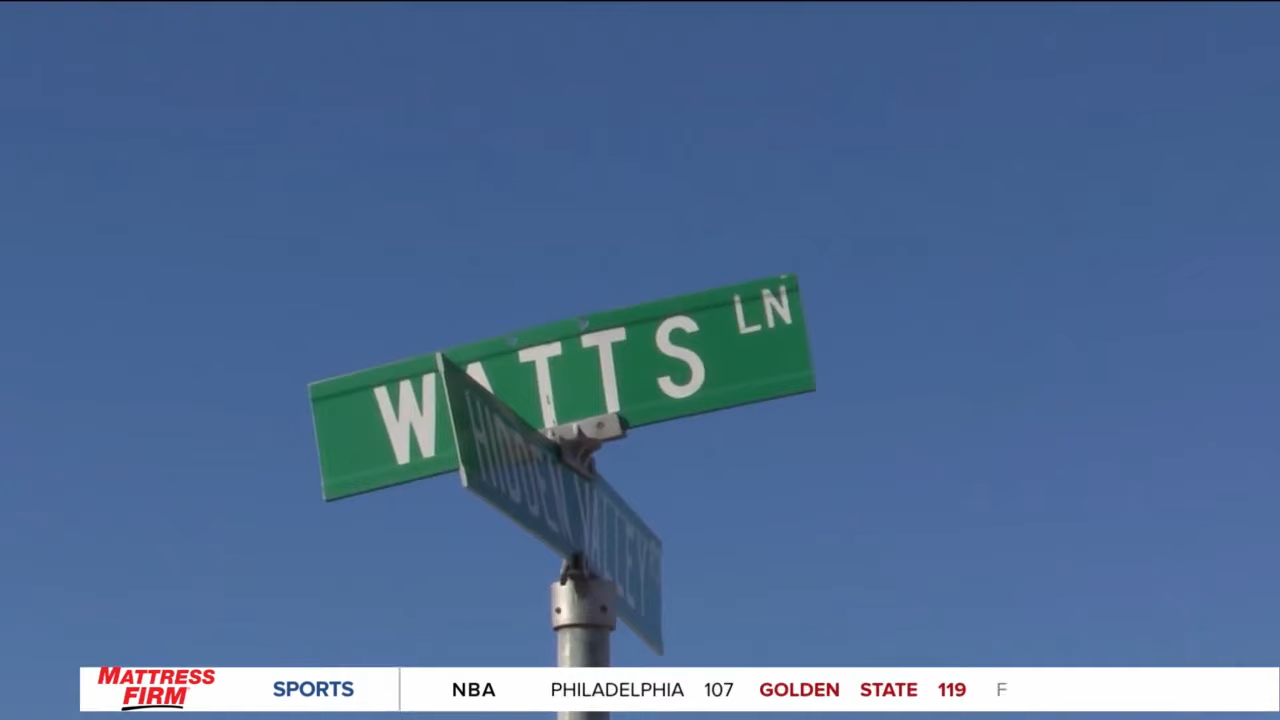 WATTS LN
HIDDEN VALLEY
MATTRESS
FIRM
SPORTS
NBA PHILADELPHIA 107 GOLDEN STATE 119 F